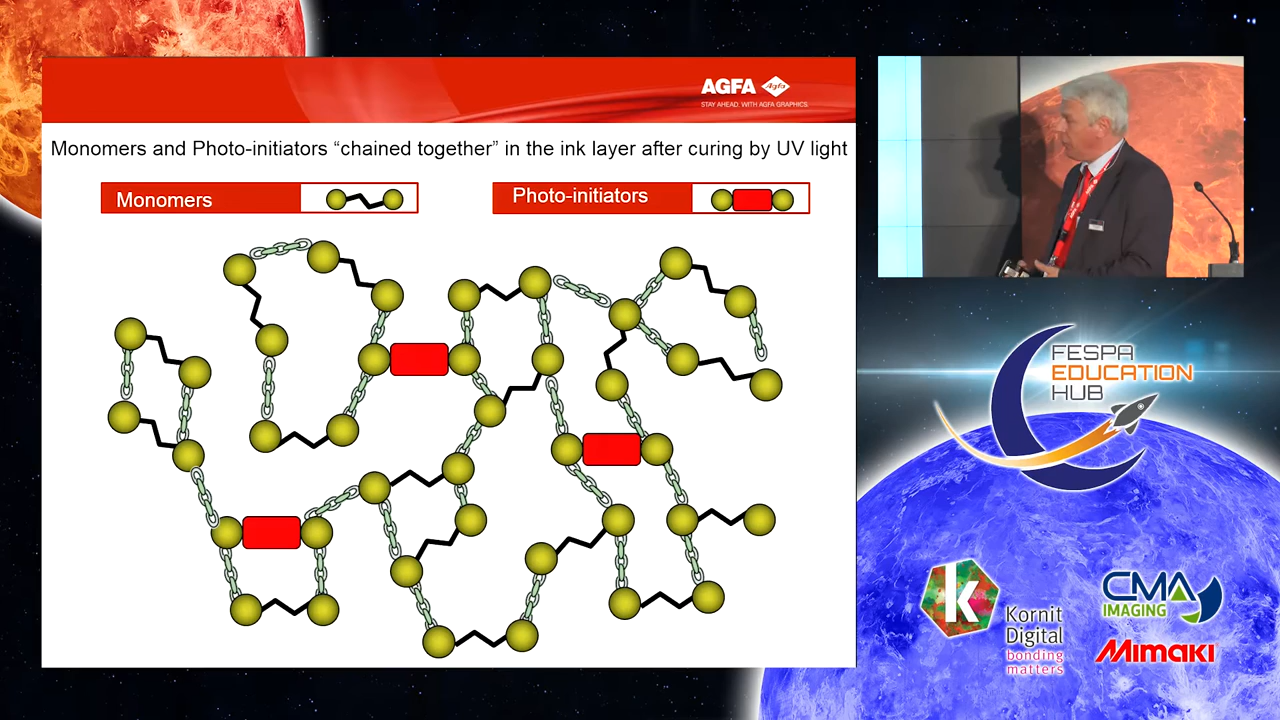 AGFA
Agfa
STAY AHEAD. WITH AGFA GRAPHICS.
Monomers and Photo-initiators “chained together” in the ink layer after curing by UV light
Monomers
Photo-initiators
FESPA
EDUCATION
HUB
k
Kornit
Digital
bonding
matters
CMA
IMAGING
Mimaki